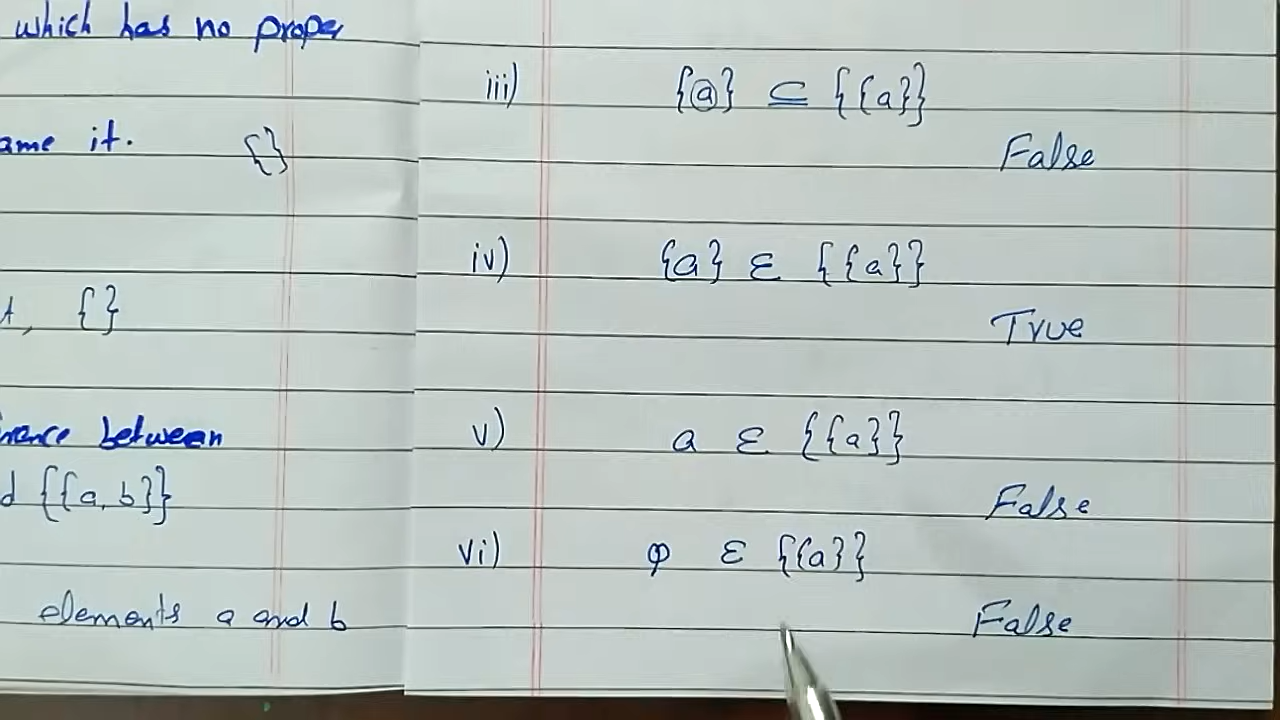 which has no proper
ame it. {}
A, {}
rence between
d {{a, b}}
elements a and b
iii) {a} ⊆ {{a}}
False
iv) {a} ε {{a}}
True
v) a ε {{a}}
False
vi) φ ε {{a}}
False